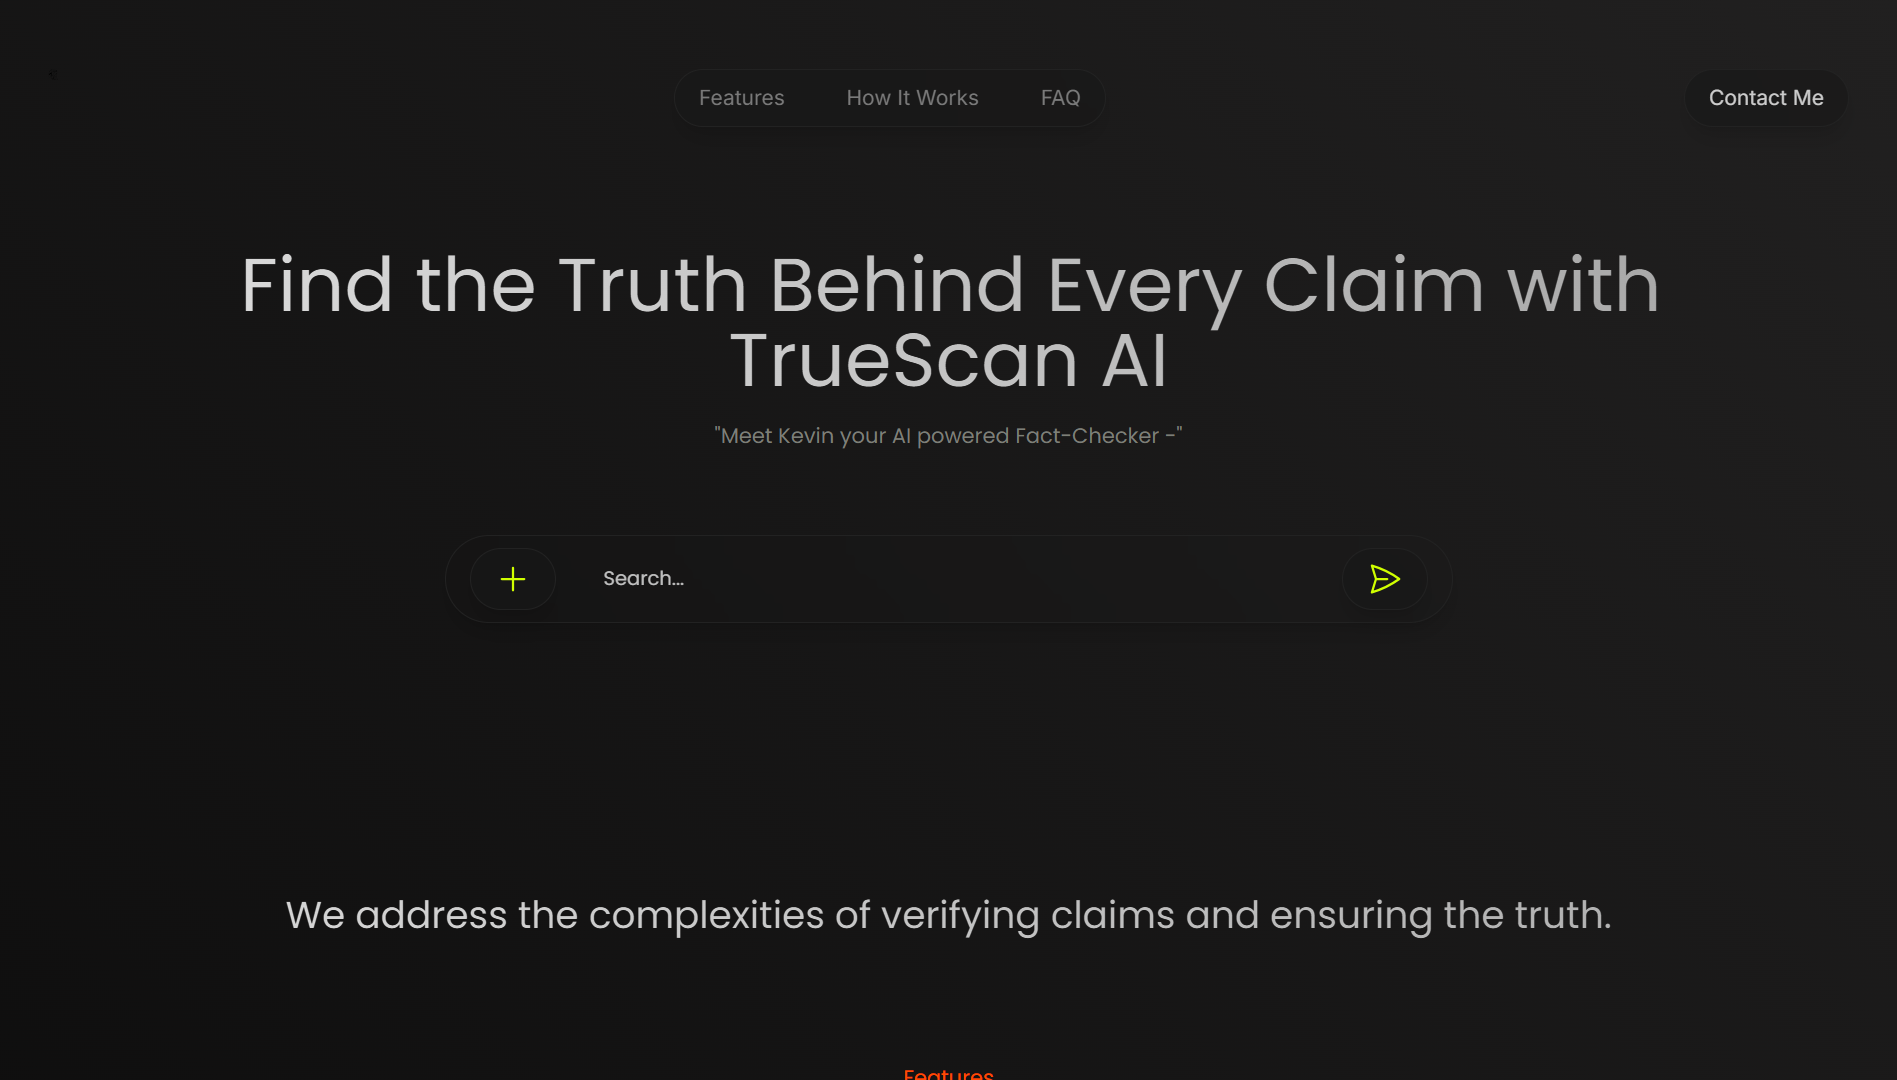 Features
How It Works
FAQ
Contact Me
Find the Truth Behind Every Claim with
TrueScan AI
"Meet Kevin your AI powered Fact-Checker -"
Search...
We address the complexities of verifying claims and ensuring the truth.
Features